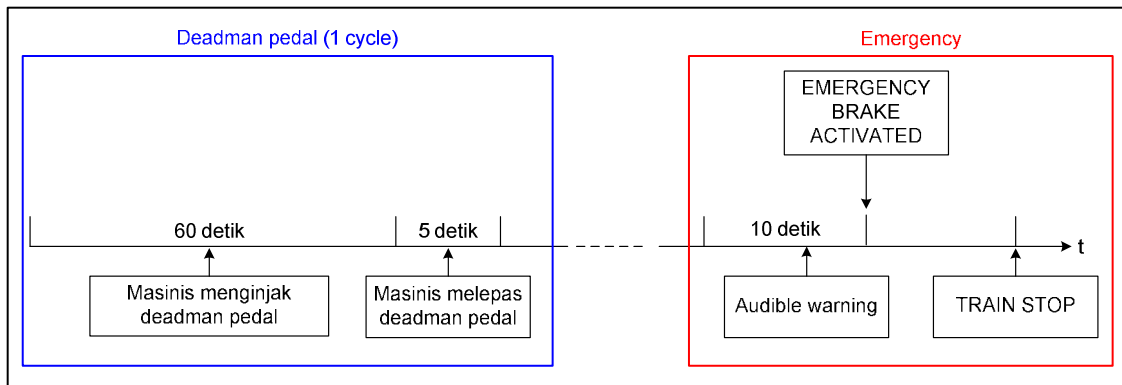 Deadman pedal (1 cycle)
Emergency
EMERGENCY
BRAKE
ACTIVATED
60 detik
5 detik
10 detik
t
Masinis menginjak
deadman pedal
Masinis melepas
deadman pedal
Audible warning
TRAIN STOP